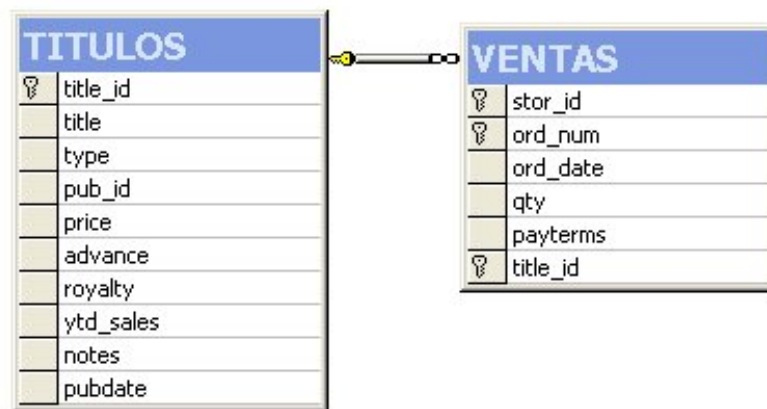 TITULOS
title_id
title
type
pub_id
price
advance
royalty
ytd_sales
notes
pubdate
VENTAS
stor_id
ord_num
ord_date
qty
payterms
title_id